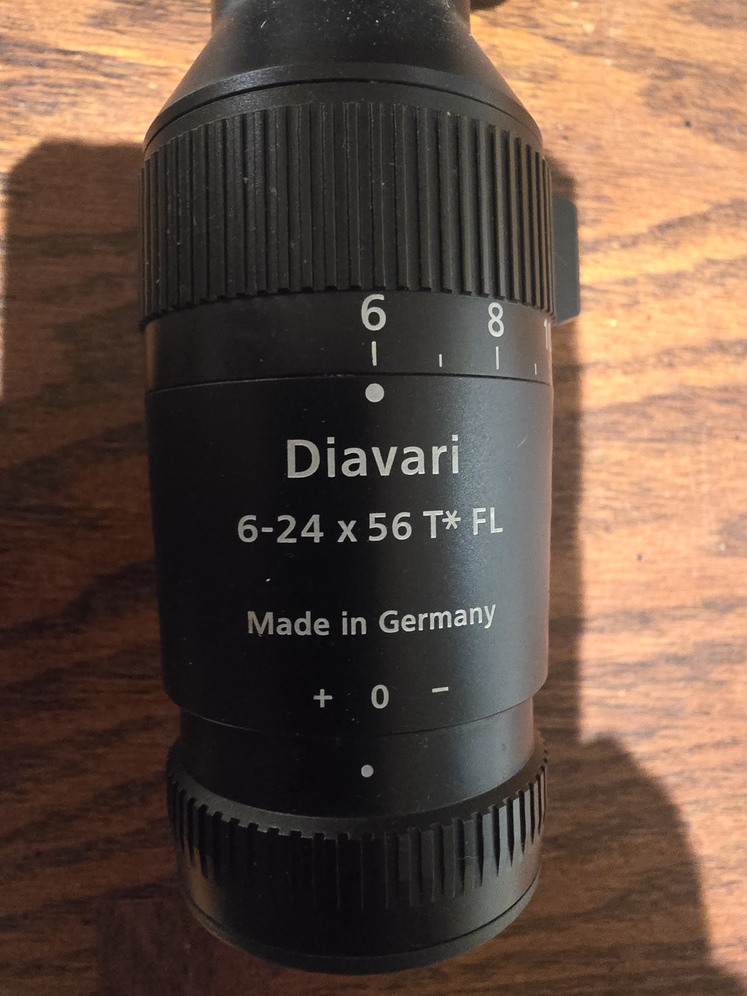 6 8
Diavari
6-24 x 56 T* FL
Made in Germany
+ 0 −